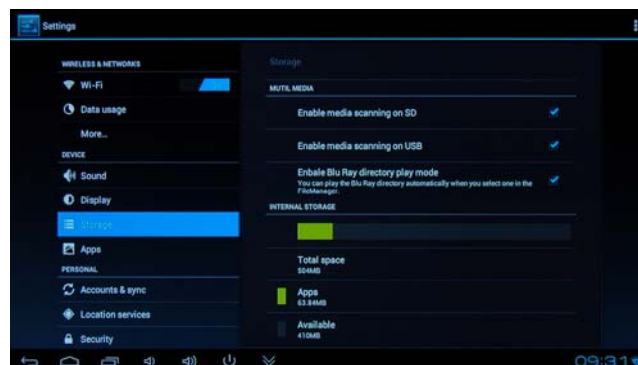 Settings
WIRELESS & NETWORKS
Wi-Fi
Data usage
More...
DEVICE
Sound
Display
Storage
Apps
PERSONAL
Accounts & sync
Location services
Security
Storage
MUTIL MEDIA
Enable media scanning on SD
Enable media scanning on USB
Enbale Blu Ray directory play mode
You can play the Blu Ray directory automatically when you select one in the
FileManager.
INTERNAL STORAGE
Total space
504MB
Apps
63.84MB
Available
410MB
09:31